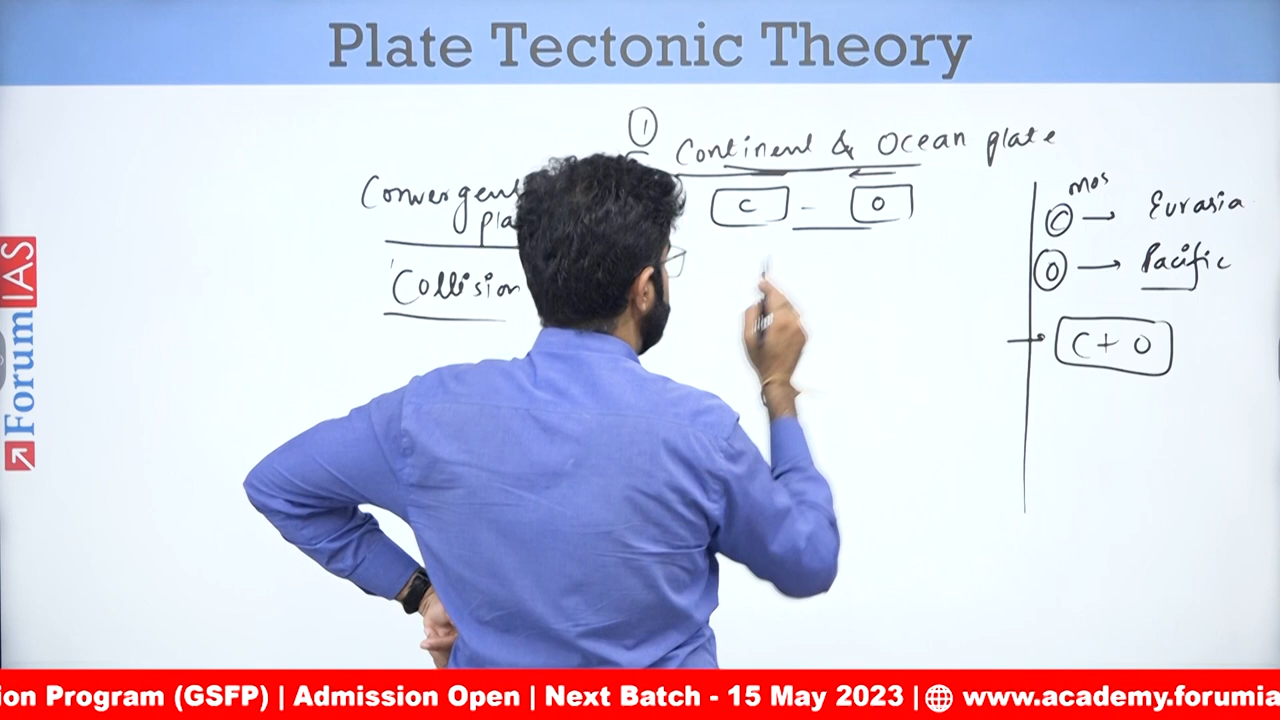 Plate Tectonic Theory
①
Continent & Ocean plate
Convergent
C - O
Collision
mos
C → Eurasia
O → Pacific
→ C + O
Forum IAS
ion Program (GSFP) | Admission Open | Next Batch - 15 May 2023 | www.academy.forumia